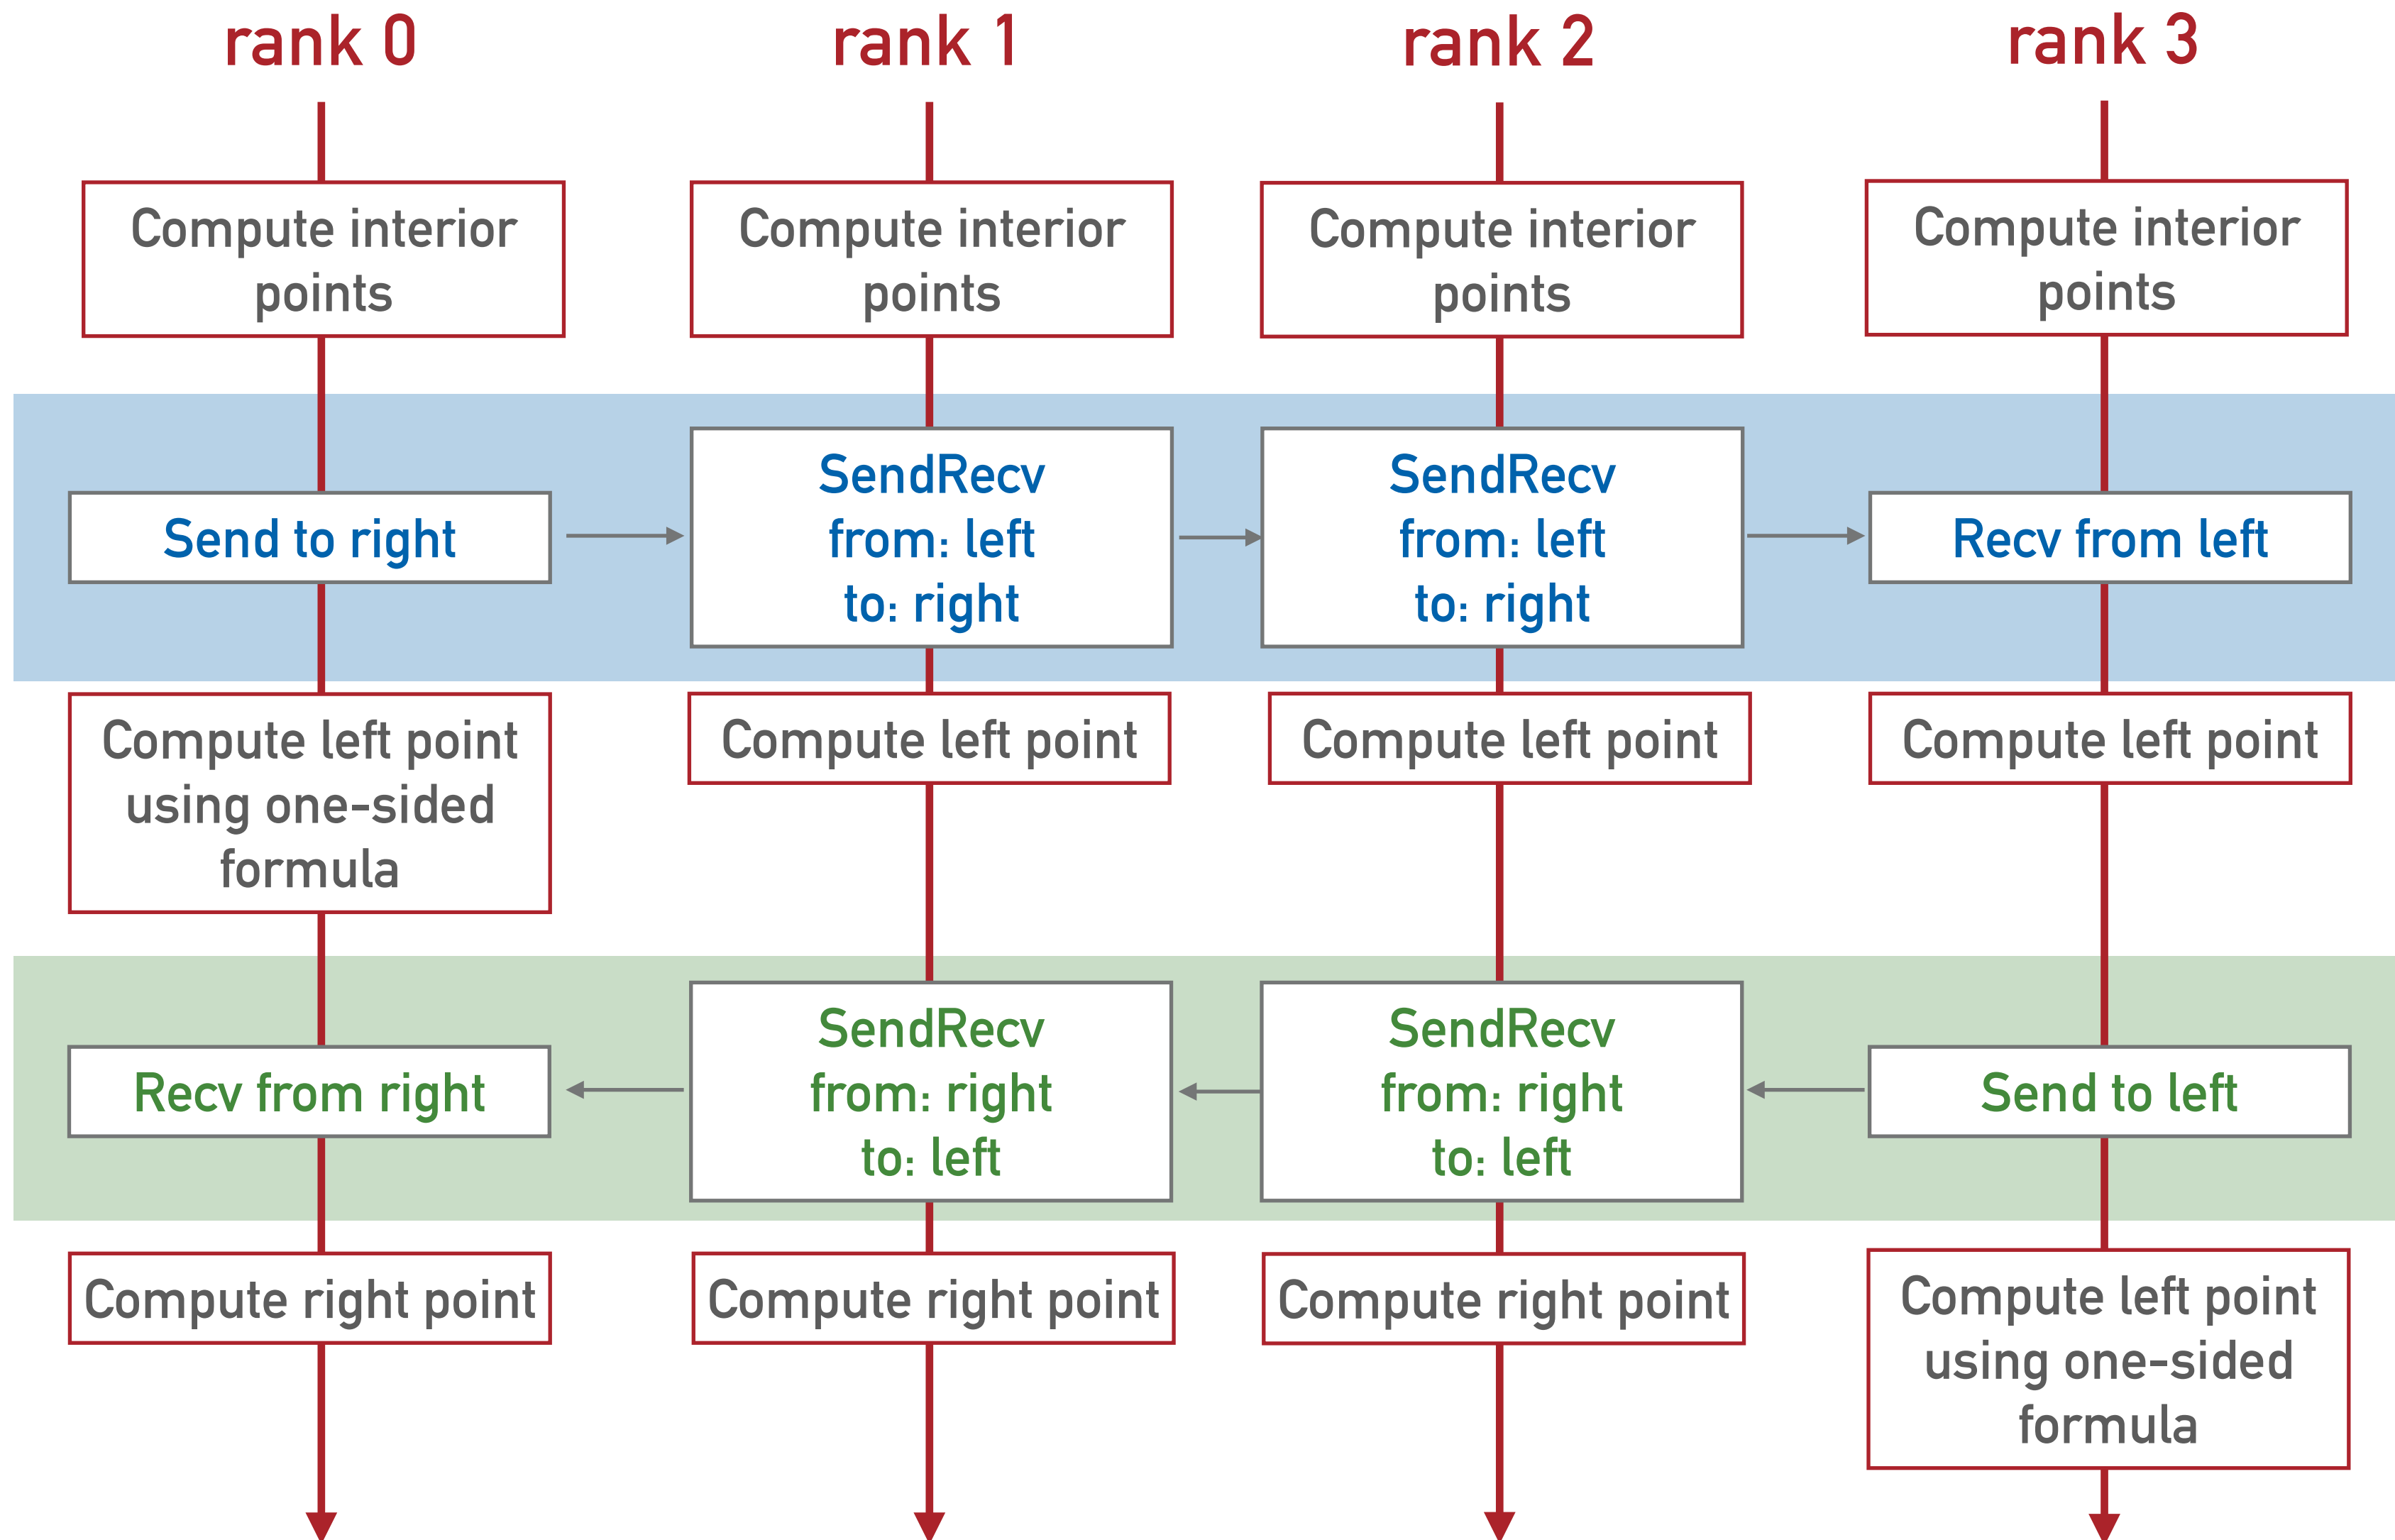 rank 0
rank 1
rank 2
rank 3
Compute interior
points
Compute interior
points
Compute interior
points
Compute interior
points
Send to right
SendRecv
from: left
to: right
SendRecv
from: left
to: right
Recv from left
Compute left point
using one-sided
formula
Compute left point
Compute left point
Compute left point
Recv from right
SendRecv
from: right
to: left
SendRecv
from: right
to: left
Send to left
Compute right point
Compute right point
Compute right point
Compute left point
using one-sided
formula